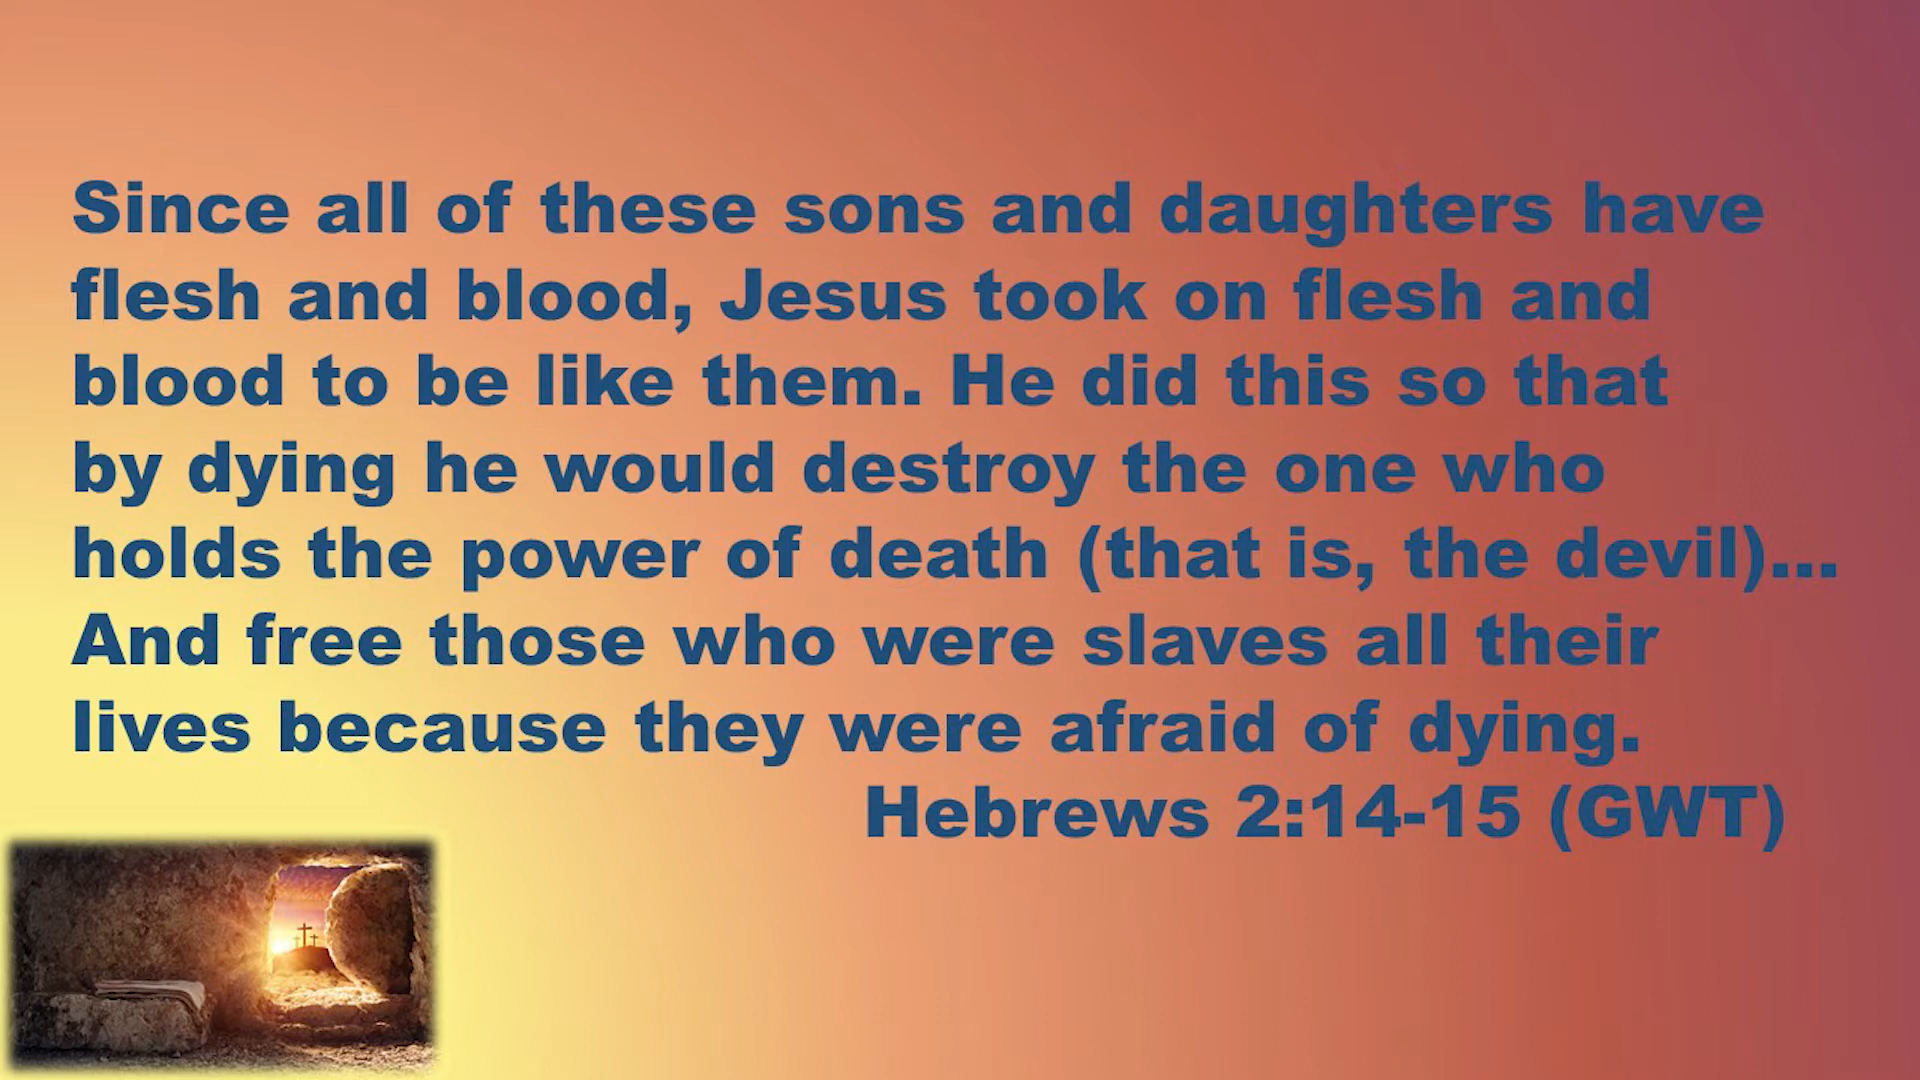 Since all of these sons and daughters have
flesh and blood, Jesus took on flesh and
blood to be like them. He did this so that
by dying he would destroy the one who
holds the power of death (that is, the devil)...
And free those who were slaves all their
lives because they were afraid of dying.
Hebrews 2:14-15 (GWT)